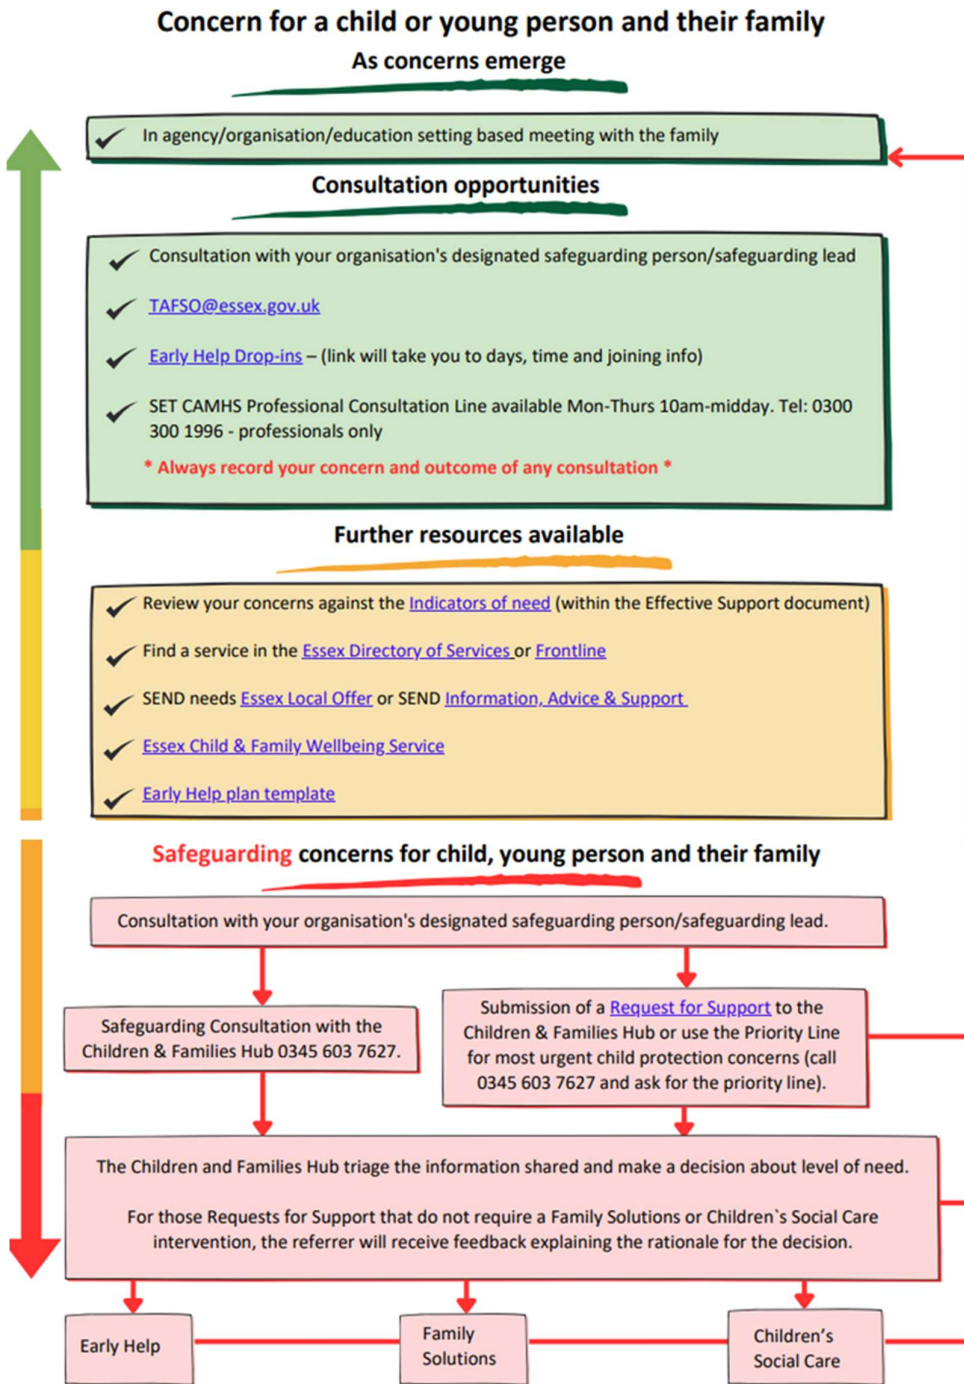 Concern for a child or young person and their family
As concerns emerge
In agency/organisation/education setting based meeting with the family
Consultation opportunities
Consultation with your organisation's designated safeguarding person/safeguarding lead
TAFSO@essex.gov.uk
Early Help Drop-ins – (link will take you to days, time and joining info)
SET CAMHS Professional Consultation Line available Mon-Thurs 10am-midday. Tel: 0300
300 1996 - professionals only
* Always record your concern and outcome of any consultation *
Further resources available
Review your concerns against the Indicators of need (within the Effective Support document)
Find a service in the Essex Directory of Services or Frontline
SEND needs Essex Local Offer or SEND Information, Advice & Support
Essex Child & Family Wellbeing Service
Early Help plan template
Safeguarding concerns for child, young person and their family
Consultation with your organisation's designated safeguarding person/safeguarding lead.
Safeguarding Consultation with the
Children & Families Hub 0345 603 7627.
Submission of a Request for Support to the
Children & Families Hub or use the Priority Line
for most urgent child protection concerns (call
0345 603 7627 and ask for the priority line).
The Children and Families Hub triage the information shared and make a decision about level of need.
For those Requests for Support that do not require a Family Solutions or Children`s Social Care
intervention, the referrer will receive feedback explaining the rationale for the decision.
Early Help
Family
Solutions
Children's
Social Care